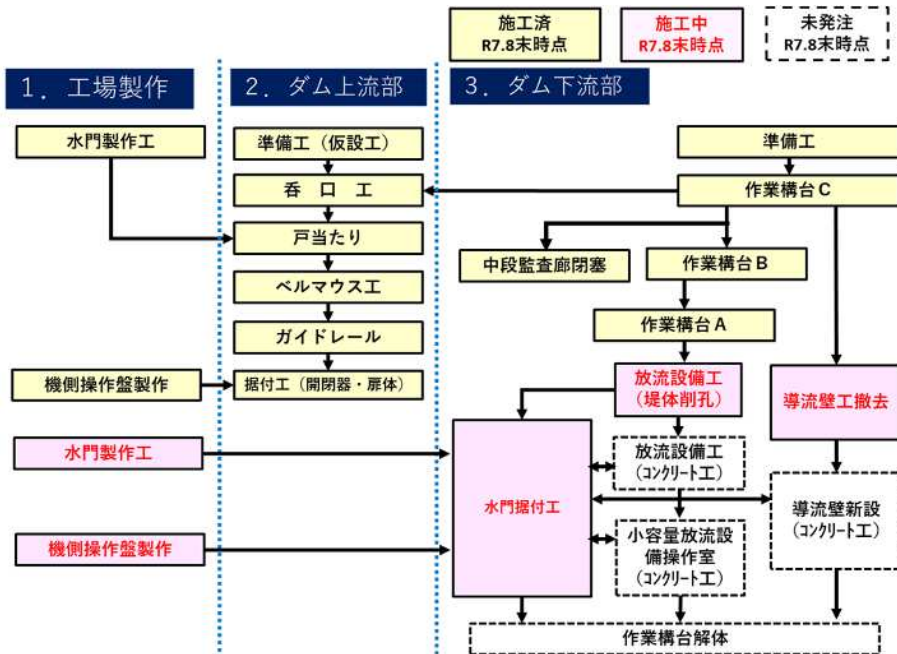 施工済
R7.8末時点
施工中
R7.8末時点
未発注
R7.8末時点
1．工場製作
2．ダム上流部
3．ダム下流部
水門製作工
準備工（仮設工）
準備工
呑　口　工
作業構台C
戸当たり
中段監査廊閉塞
作業構台B
ベルマウス工
作業構台A
ガイドレール
機側操作盤製作
据付工（開閉器・扉体）
放流設備工
（堤体削孔）
導流壁工撤去
水門製作工
放流設備工
（コンクリート工）
水門据付工
導流壁新設
（コンクリート工）
機側操作盤製作
小容量放流設
備操作室
（コンクリート工）
作業構台解体